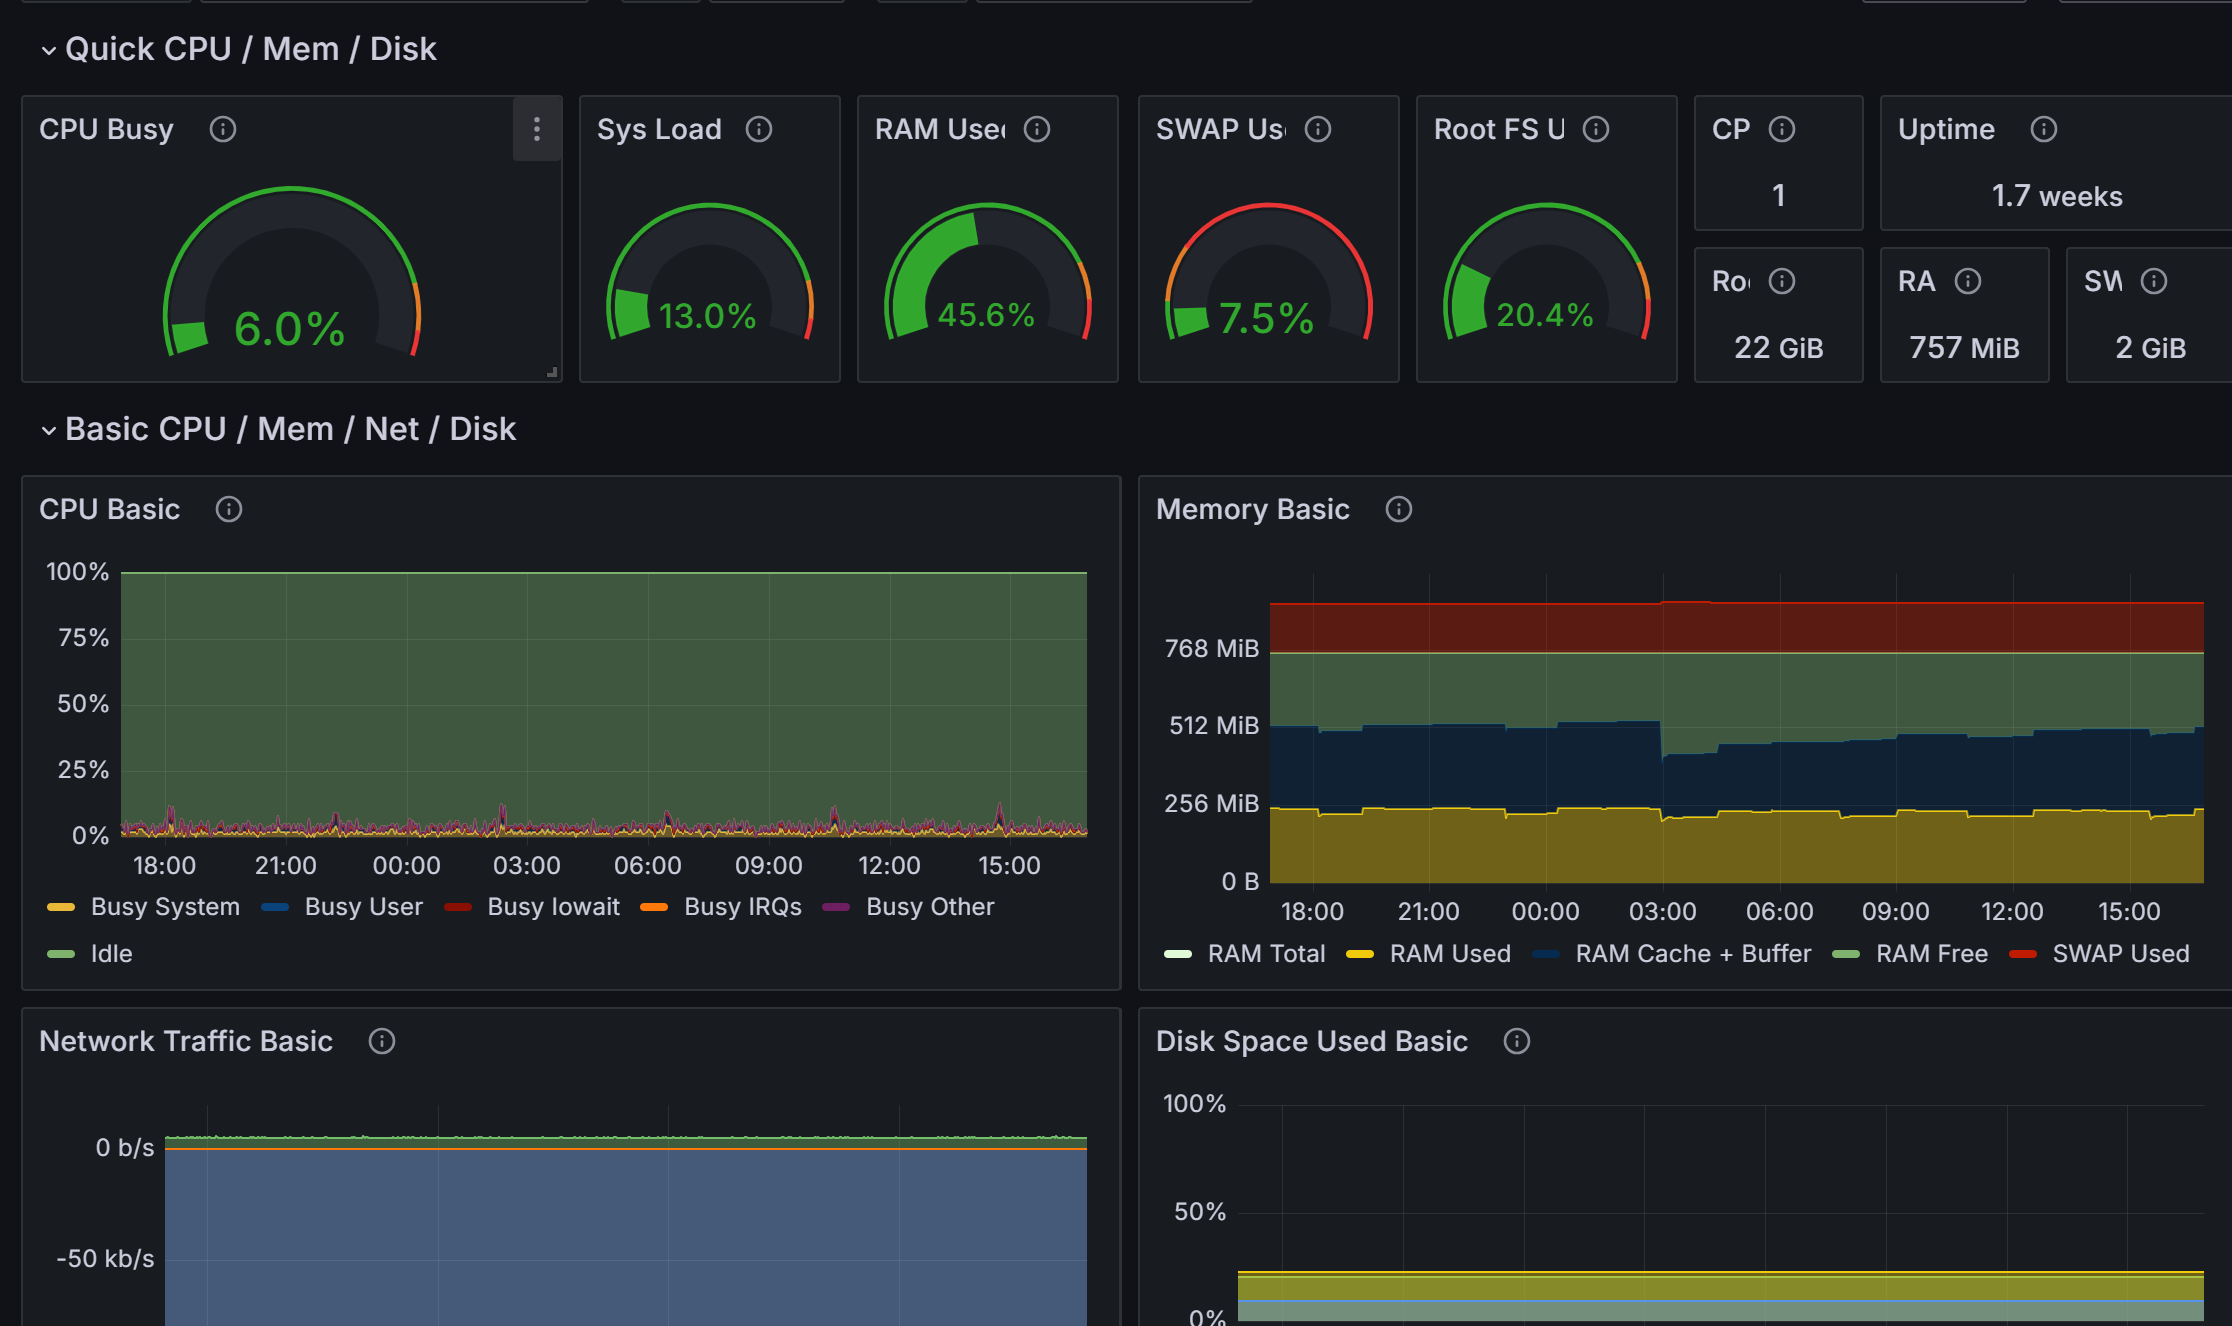 Quick CPU / Mem / Disk
CPU Busy
6.0%
Sys Load
13.0%
RAM Use
45.6%
SWAP Us
7.5%
Root FS U
20.4%
CP
1
Uptime
1.7 weeks
Ro
22 GiB
RA
757 MiB
SW
2 GiB
Basic CPU / Mem / Net / Disk
CPU Basic
100%
75%
50%
25%
0%
18:00 21:00 00:00 03:00 06:00 09:00 12:00 15:00
Busy System Busy User Busy Iowait Busy IRQs Busy Other
Idle
Memory Basic
768 MiB
512 MiB
256 MiB
0 B
18:00 21:00 00:00 03:00 06:00 09:00 12:00 15:00
RAM Total RAM Used RAM Cache + Buffer RAM Free SWAP Used
Network Traffic Basic
0 b/s
-50 kb/s
Disk Space Used Basic
100%
50%
0%